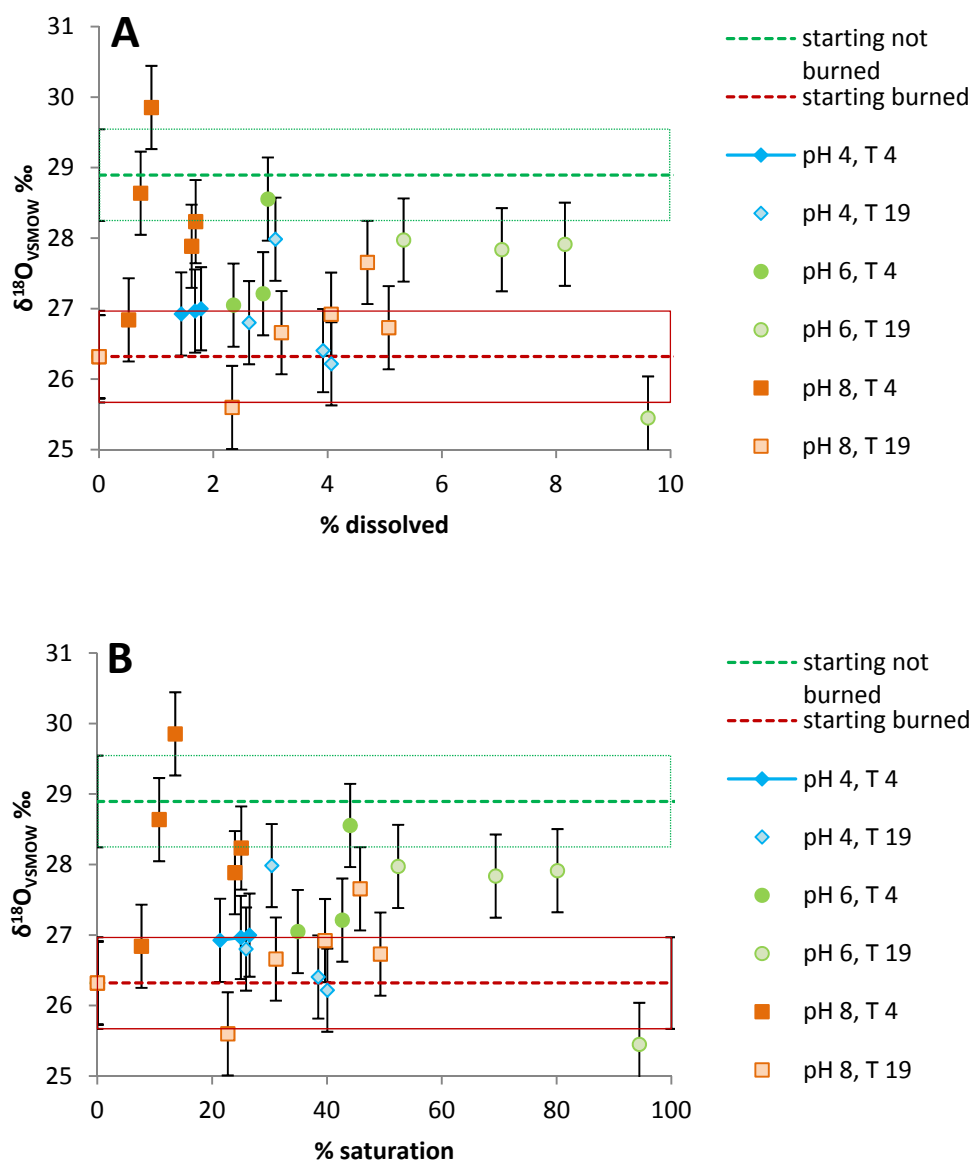 A
31
30
29
28
27
26
25
δ18OVSMOW ‰
0 2 4 6 8 10
% dissolved
starting not
burned
starting burned
pH 4, T 4
pH 4, T 19
pH 6, T 4
pH 6, T 19
pH 8, T 4
pH 8, T 19
B
31
30
29
28
27
26
25
δ18OVSMOW ‰
0 20 40 60 80 100
% saturation
starting not
burned
starting burned
pH 4, T 4
pH 4, T 19
pH 6, T 4
pH 6, T 19
pH 8, T 4
pH 8, T 19